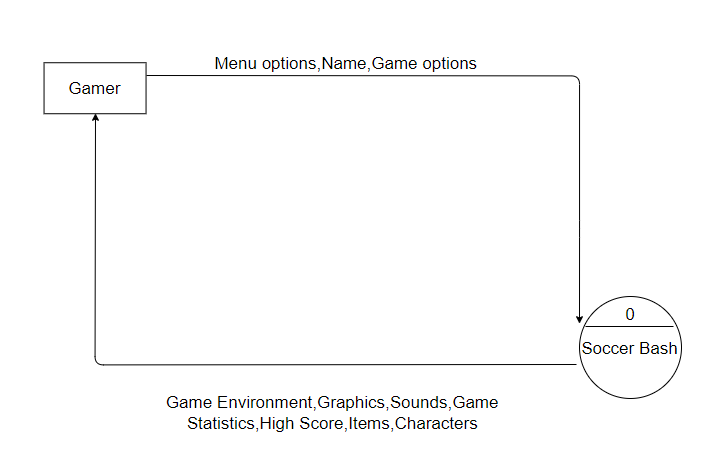 Menu options,Name,Game options
Gamer
0
Soccer Bash
Game Environment,Graphics,Sounds,Game
Statistics,High Score,Items,Characters